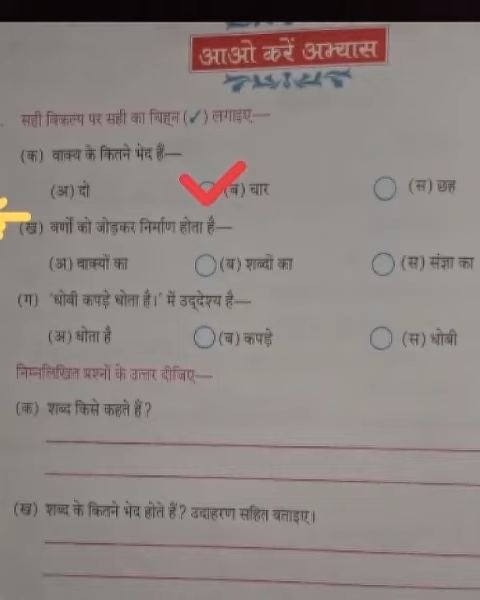 आओ करें अभ्यास
सही विकल्प पर सही का चिह्न (✓) लगाइए—
(क) वाक्य के कितने भेद हैं—
(अ) दो (ब) चार (स) छह
(ख) वर्णों को जोड़कर निर्माण होता है—
(अ) वाक्यों का (ब) शब्दों का (स) संज्ञा का
(ग) 'धोबी कपड़े धोता है।' में उद्देश्य है—
(अ) धोता है (ब) कपड़े (स) धोबी
निम्नलिखित प्रश्नों के उत्तर दीजिए—
(क) शब्द किसे कहते हैं?
(ख) शब्द के कितने भेद होते हैं? उदाहरण सहित बताइए।